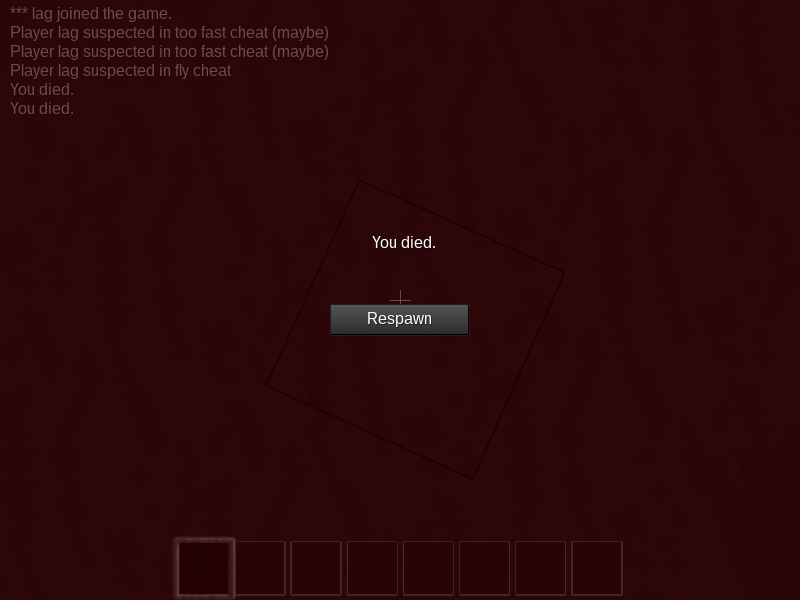 *** lag joined the game.
Player lag suspected in too fast cheat (maybe)
Player lag suspected in too fast cheat (maybe)
Player lag suspected in fly cheat
You died.
You died.
You died.
Respawn